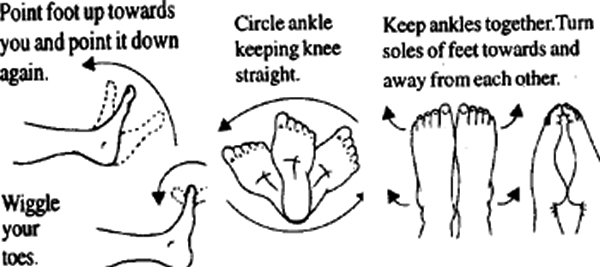 Point foot up towards
you and point it down
again.
Circle ankle
keeping knee
straight.
Keep ankles together.Turn
soles of feet towards and
away from each other.
Wiggle
your
toes.